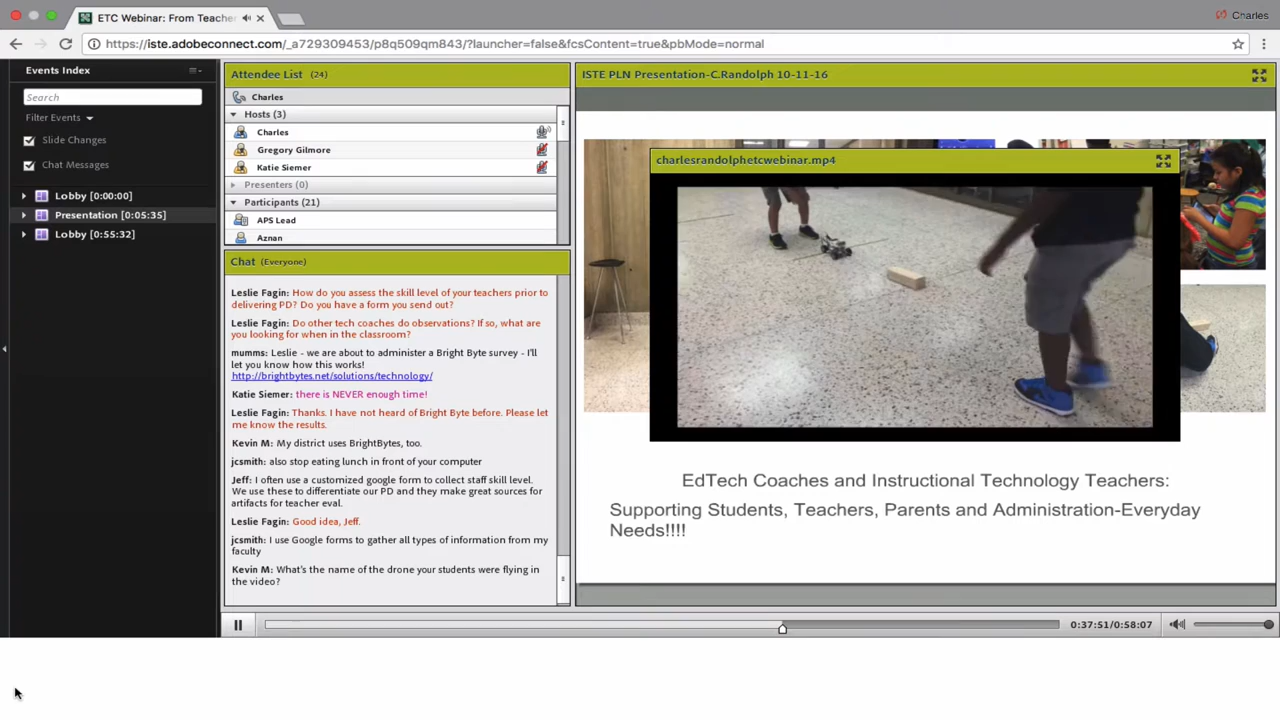 ETC Webinar: From Teacher
Charles
https://iste.adobeconnect.com/_a729309453/p8q509qm843/?launcher=false&fcsContent=true&pbMode=normal
Events Index
Search
Filter Events
Slide Changes
Chat Messages
Lobby [0:00:00]
Presentation [0:05:35]
Lobby [0:55:32]
Attendee List (24)
Charles
Hosts (3)
Charles
Gregory Gilmore
Katie Siemer
Presenters (0)
Participants (21)
APS Lead
Aznan
Chat (Everyone)
Leslie Fagin: How do you assess the skill level of your teachers prior to
delivering PD? Do you have a form you send out?
Leslie Fagin: Do other tech coaches do observations? If so, what are
you looking for when in the classroom?
mumms: Leslie - we are about to administer a Bright Byte survey - I'll
let you know how this works!
http://brightbytes.net/solutions/technology/
Katie Siemer: there is NEVER enough time!
Leslie Fagin: Thanks. I have not heard of Bright Byte before. Please let
me know the results.
Kevin M: My district uses BrightBytes, too.
jcsmith: also stop eating lunch in front of your computer
Jeff: I often use a customized google form to collect staff skill level.
We use these to differentiate our PD and they make great sources for
artifacts for teacher eval.
Leslie Fagin: Good idea, Jeff.
jcsmith: I use Google forms to gather all types of information from my
faculty
Kevin M: What's the name of the drone your students were flying in
the video?
ISTE PLN Presentation-C.Randolph 10-11-16
charlesrandolphetcwebinar.mp4
EdTech Coaches and Instructional Technology Teachers:
Supporting Students, Teachers, Parents and Administration-Everyday
Needs!!!!
0:37:51/0:58:07